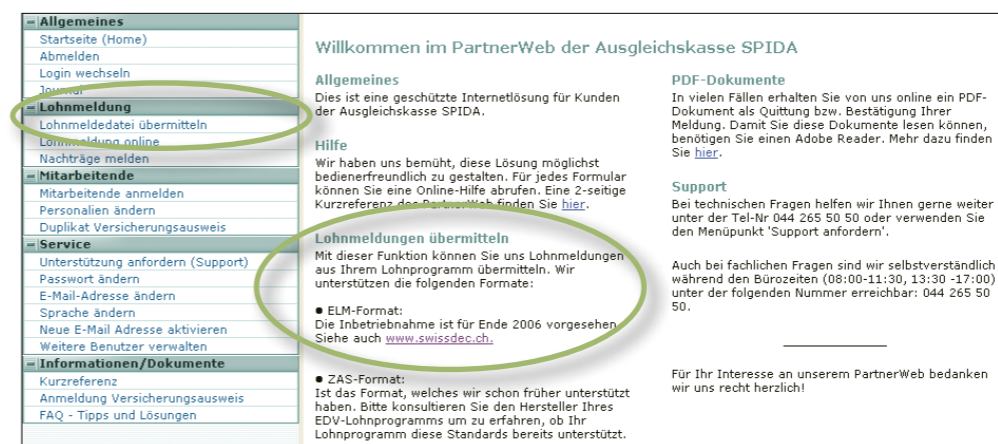 Allgemeines
Startseite (Home)
Abmelden
Login wechseln
Journal
Lohnmeldung
Lohnmeldedatei übermitteln
Lohnmeldung online
Nachträge melden
Mitarbeitende
Mitarbeitende anmelden
Personalien ändern
Duplikat Versicherungsausweis
Service
Unterstützung anfordern (Support)
Passwort ändern
E-Mail-Adresse ändern
Sprache ändern
Neue E-Mail Adresse aktivieren
Weitere Benutzer verwalten
Informationen/Dokumente
Kurzreferenz
Anmeldung Versicherungsausweis
FAQ - Tipps und Lösungen
Willkommen im PartnerWeb der Ausgleichskasse SPIDA
Allgemeines
Dies ist eine geschützte Internetlösung für Kunden
der Ausgleichskasse SPIDA.
Hilfe
Wir haben uns bemüht, diese Lösung möglichst
bedienerfreundlich zu gestalten. Für jedes Formular
können Sie eine Online-Hilfe abrufen. Eine 2-seitige
Kurzreferenz des PartnerWeb finden Sie hier.
Lohnmeldungen übermitteln
Mit dieser Funktion können Sie uns Lohnmeldungen
aus Ihrem Lohnprogramm übermitteln. Wir
unterstützen die folgenden Formate:
● ELM-Format:
Die Inbetriebnahme ist für Ende 2006 vorgesehen
Siehe auch www.swissdec.ch.
● ZAS-Format:
Ist das Format, welches wir schon früher unterstützt
haben. Bitte konsultieren Sie den Hersteller Ihres
EDV-Lohnprogramms um zu erfahren, ob Ihr
Lohnprogramm diese Standards bereits unterstützt.
PDF-Dokumente
In vielen Fällen erhalten Sie von uns online ein PDF-
Dokument als Quittung bzw. Bestätigung Ihrer
Meldung. Damit Sie diese Dokumente lesen können,
benötigen Sie einen Adobe Reader. Mehr dazu finden
Sie hier.
Support
Bei technischen Fragen helfen wir Ihnen gerne weiter
unter der Tel-Nr 044 265 50 50 oder verwenden Sie
den Menüpunkt 'Support anfordern'.
Auch bei fachlichen Fragen sind wir selbstverständlich
während den Bürozeiten (08:00-11:30, 13:30 -17:00)
unter der folgenden Nummer erreichbar: 044 265 50
50.
Für Ihr Interesse an unserem PartnerWeb bedanken
wir uns recht herzlich!